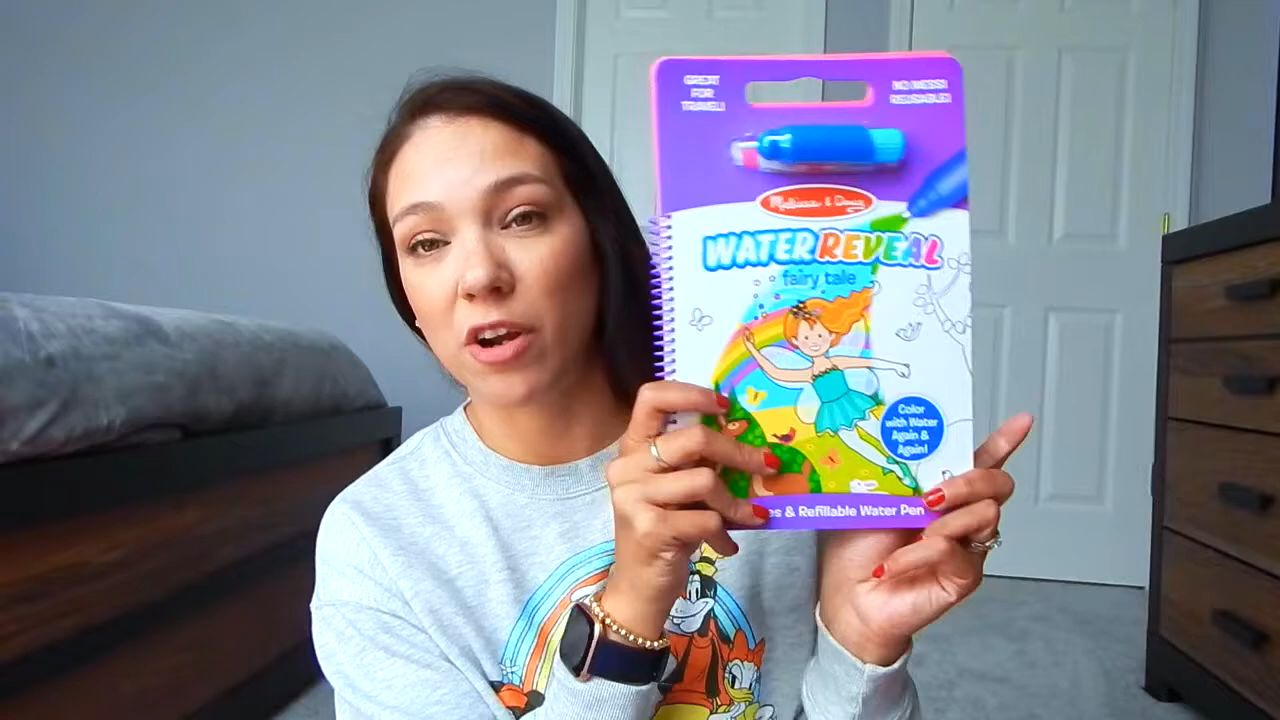 GREAT
FOR
TRAVEL!
NO MESS!
REUSABLE!
Melissa & Doug
WATER REVEAL
fairy tale
Color
with Water
Again &
Again!
es & Refillable Water Pen